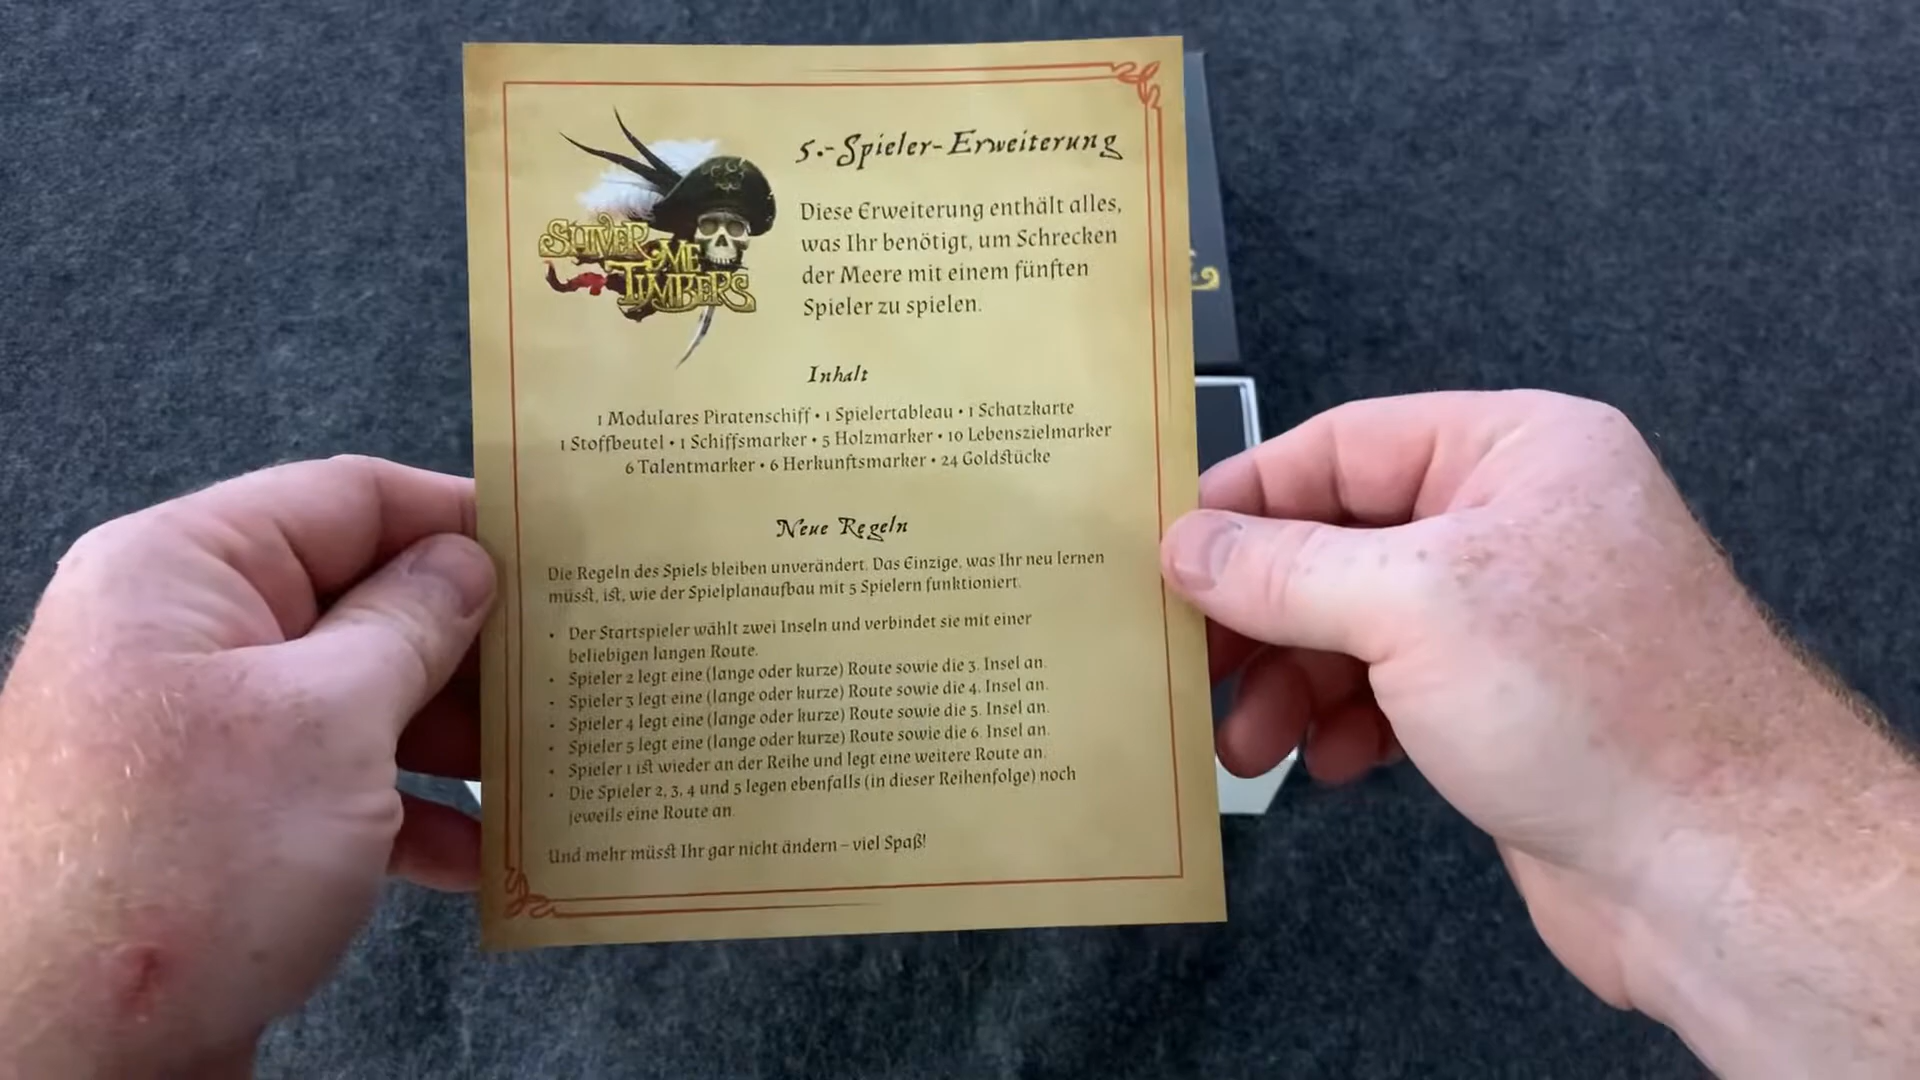 5.-Spieler-Erweiterung
SHIVER
ME
TIMBERS
Diese Erweiterung enthält alles,
was Ihr benötigt, um Schrecken
der Meere mit einem fünften
Spieler zu spielen.
Inhalt
1 Modulares Piratenschiff • 1 Spielertableau • 1 Schatzkarte
1 Stoffbeutel • 1 Schiffsmarker • 5 Holzmarker • 10 Lebenszielmarker
6 Talentmarker • 6 Herkunftsmarker • 24 Goldstücke
Neue Regeln
Die Regeln des Spiels bleiben unverändert. Das Einzige, was Ihr neu lernen
müsst, ist, wie der Spielplanaufbau mit 5 Spielern funktioniert.
• Der Startspieler wählt zwei Inseln und verbindet sie mit einer
beliebigen langen Route.
• Spieler 2 legt eine (lange oder kurze) Route sowie die 3. Insel an.
• Spieler 3 legt eine (lange oder kurze) Route sowie die 4. Insel an.
• Spieler 4 legt eine (lange oder kurze) Route sowie die 5. Insel an.
• Spieler 5 legt eine (lange oder kurze) Route sowie die 6. Insel an.
• Spieler 1 ist wieder an der Reihe und legt eine weitere Route an.
• Die Spieler 2, 3, 4 und 5 legen ebenfalls (in dieser Reihenfolge) noch
jeweils eine Route an.
Und mehr müsst Ihr gar nicht ändern – viel Spaß!